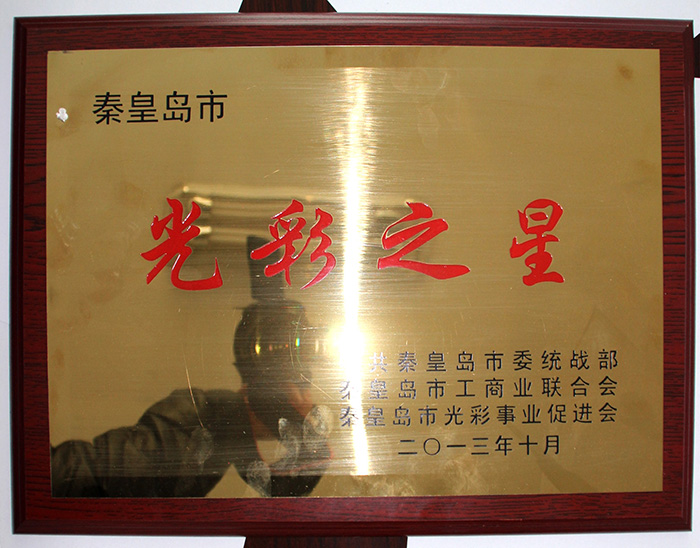 秦皇岛市
光彩之星
共秦皇岛市委统战部
秦皇岛市工商业联合会
秦皇岛市光彩事业促进会
二〇一三年十月